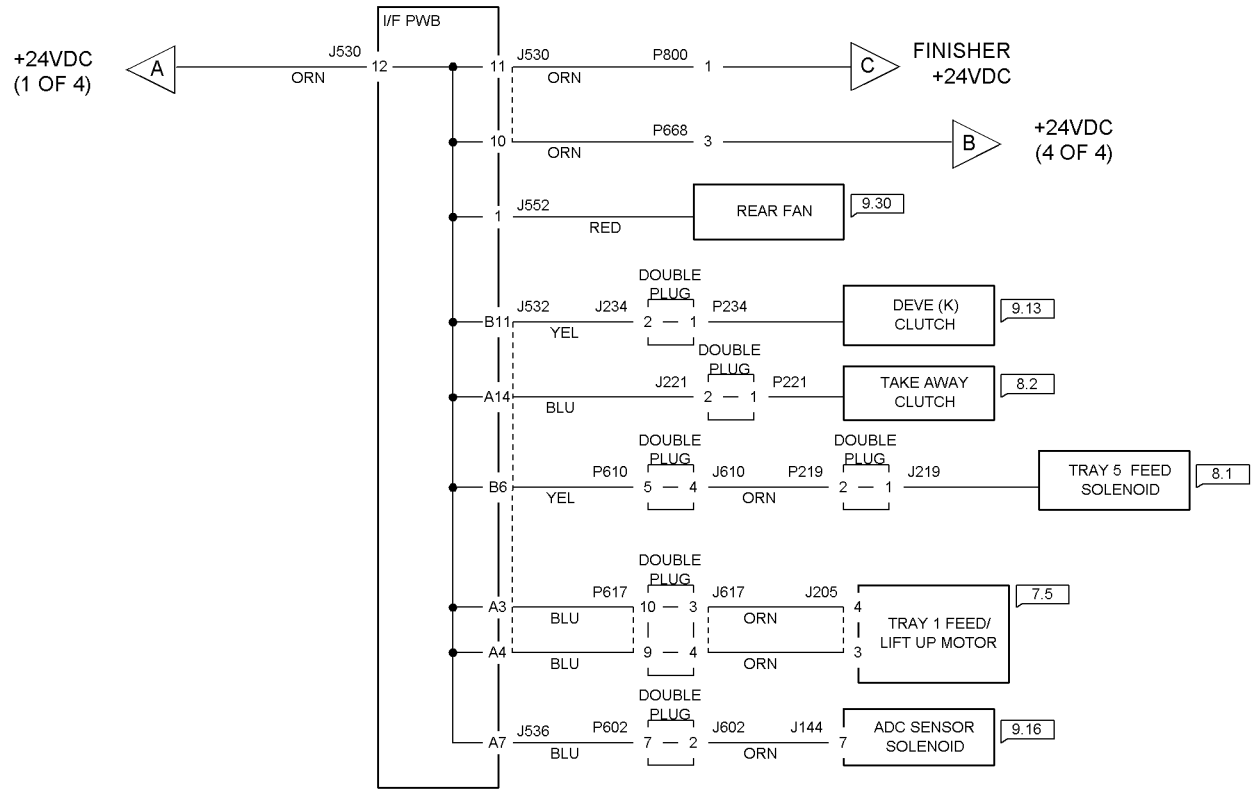 I/F PWB
+24VDC
(1 OF 4)
A
J530
ORN
12
11
J530
ORN
P800
1
C
FINISHER
+24VDC
10
ORN
P668
3
B
+24VDC
(4 OF 4)
1
J552
RED
REAR FAN
9.30
B11
J532
YEL
J234
DOUBLE
PLUG
2 — 1
P234
DEVE (K)
CLUTCH
9.13
A14
BLU
J221
DOUBLE
PLUG
2 — 1
P221
TAKE AWAY
CLUTCH
8.2
B6
YEL
P610
DOUBLE
PLUG
5 — 4
J610
ORN
P219
DOUBLE
PLUG
2 — 1
J219
TRAY 5 FEED
SOLENOID
8.1
A3
BLU
P617
DOUBLE
PLUG
10 — 3
J617
ORN
J205
4
TRAY 1 FEED/
LIFT UP MOTOR
7.5
A4
BLU
9 — 4
ORN
3
A7
J536
BLU
P602
DOUBLE
PLUG
7 — 2
J602
ORN
J144
7
ADC SENSOR
SOLENOID
9.16